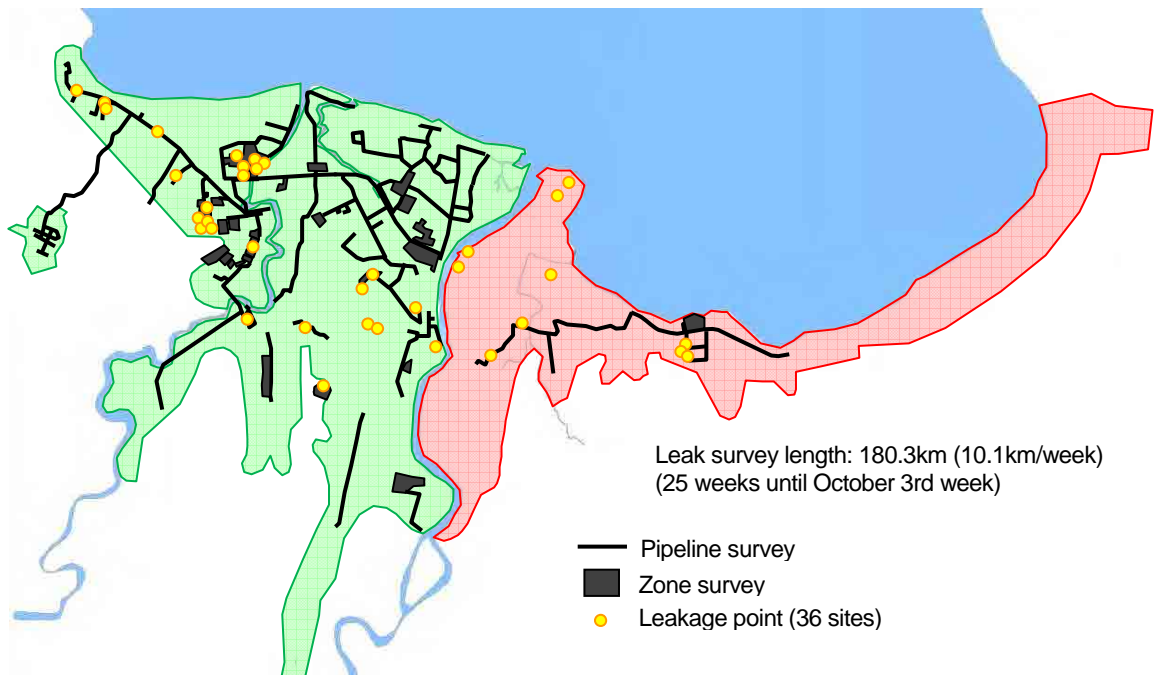 Leak survey length: 180.3km (10.1km/week)
(25 weeks until October 3rd week)
Pipeline survey
Zone survey
Leakage point (36 sites)